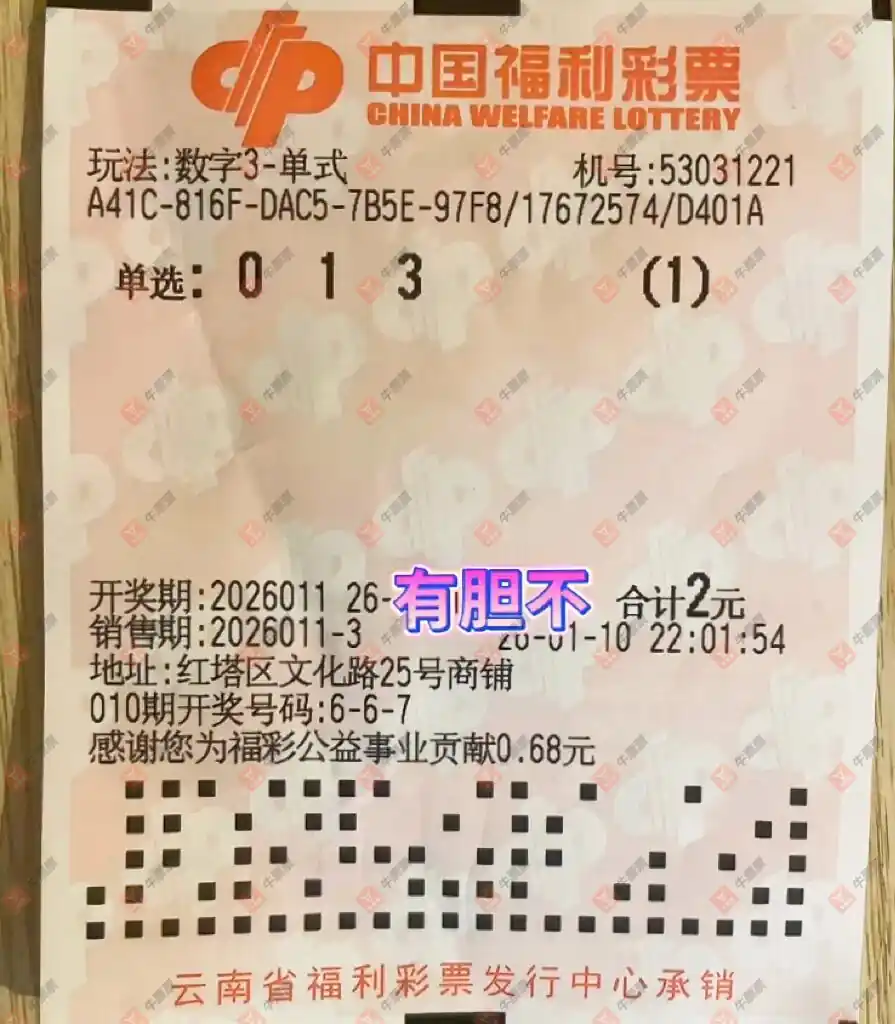 中国福利彩票
CHINA WELFARE LOTTERY
玩法:数字3-单式 机号:53031221
A41C-816F-DAC5-7B5E-97F8/17672574/D401A
单选: 0 1 3 (1)
开奖期:2026011 26- 有胆不 合计2元
销售期:2026011-3 26-01-10 22:01:54
地址:红塔区文化路25号商铺
010期开奖号码:6-6-7
感谢您为福彩公益事业贡献0.68元
云南省福利彩票发行中心承销